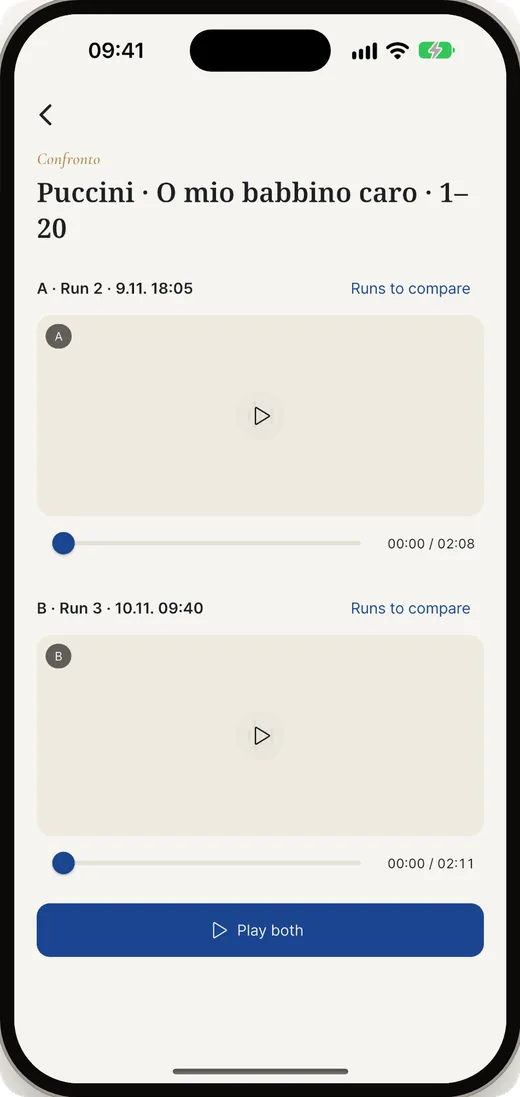 09:41
Confronto
Puccini · O mio babbino caro · 1–
20
A · Run 2 · 9.11. 18:05
Runs to compare
A
00:00 / 02:08
B · Run 3 · 10.11. 09:40
Runs to compare
B
00:00 / 02:11
Play both